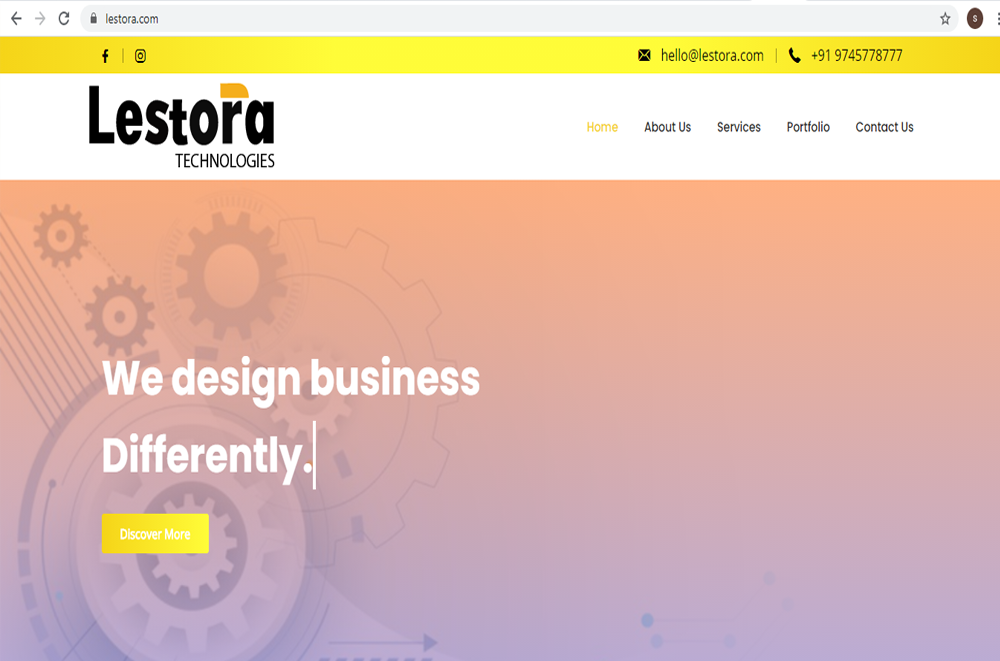 lestora.com
S
hello@lestora.com
+91 9745778777
Lestora
TECHNOLOGIES
Home About Us Services Portfolio Contact Us
We design business
Differently.
Discover More